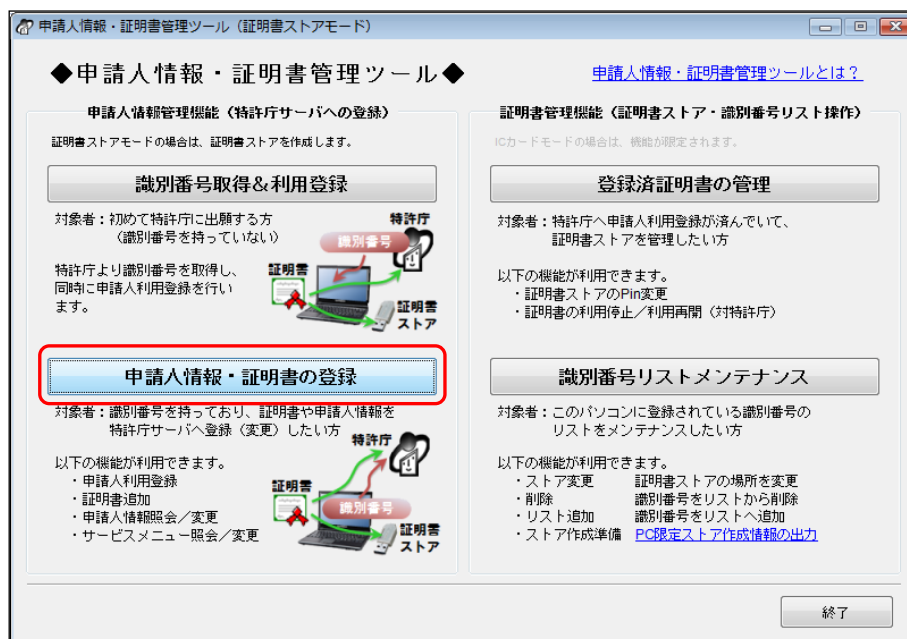 申請人情報・証明書管理ツール（証明書ストアモード）
◆申請人情報・証明書管理ツール◆
申請人情報・証明書管理ツールとは？
申請人情報管理機能（特許庁サーバへの登録）
証明書ストアモードの場合は、証明書ストアを作成します。
識別番号取得＆利用登録
対象者：初めて特許庁に出願する方
（識別番号を持っていない）
特許庁より識別番号を取得し、
同時に申請人利用登録を行い
ます。
特許庁
識別番号
証明書
証明書
ストア
申請人情報・証明書の登録
対象者：識別番号を持っており、証明書や申請人情報を
特許庁サーバへ登録（変更）したい方
以下の機能が利用できます。
・申請人利用登録
・証明書追加
・申請人情報照会／変更
・サービスメニュー照会／変更
特許庁
証明書
識別番号
証明書
ストア
証明書管理機能（証明書ストア・識別番号リスト操作）
ICカードモードの場合は、機能が限定されます。
登録済証明書の管理
対象者：特許庁へ申請人利用登録が済んでいて、
証明書ストアを管理したい方
以下の機能が利用できます。
・証明書ストアのPin変更
・証明書の利用停止／利用再開（対特許庁）
識別番号リストメンテナンス
対象者：このパソコンに登録されている識別番号の
リストをメンテナンスしたい方
以下の機能が利用できます。
・ストア変更　証明書ストアの場所を変更
・削除　識別番号をリストから削除
・リスト追加　識別番号をリストへ追加
・ストア作成準備　PC限定ストア作成情報の出力
終了